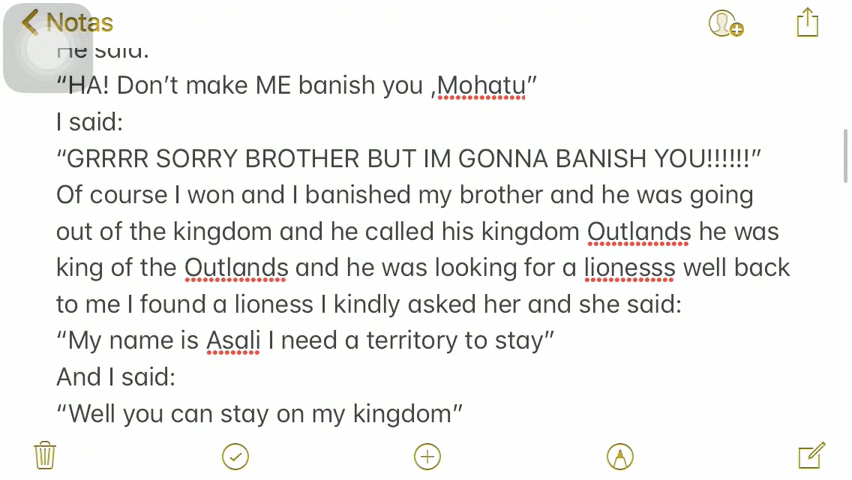 Notas
He said:
“HA! Don’t make ME banish you ,Mohatu”
I said:
“GRRRR SORRY BROTHER BUT IM GONNA BANISH YOU!!!!!!”
Of course I won and I banished my brother and he was going
out of the kingdom and he called his kingdom Outlands he was
king of the Outlands and he was looking for a lionesss well back
to me I found a lioness I kindly asked her and she said:
“My name is Asali I need a territory to stay”
And I said:
“Well you can stay on my kingdom”